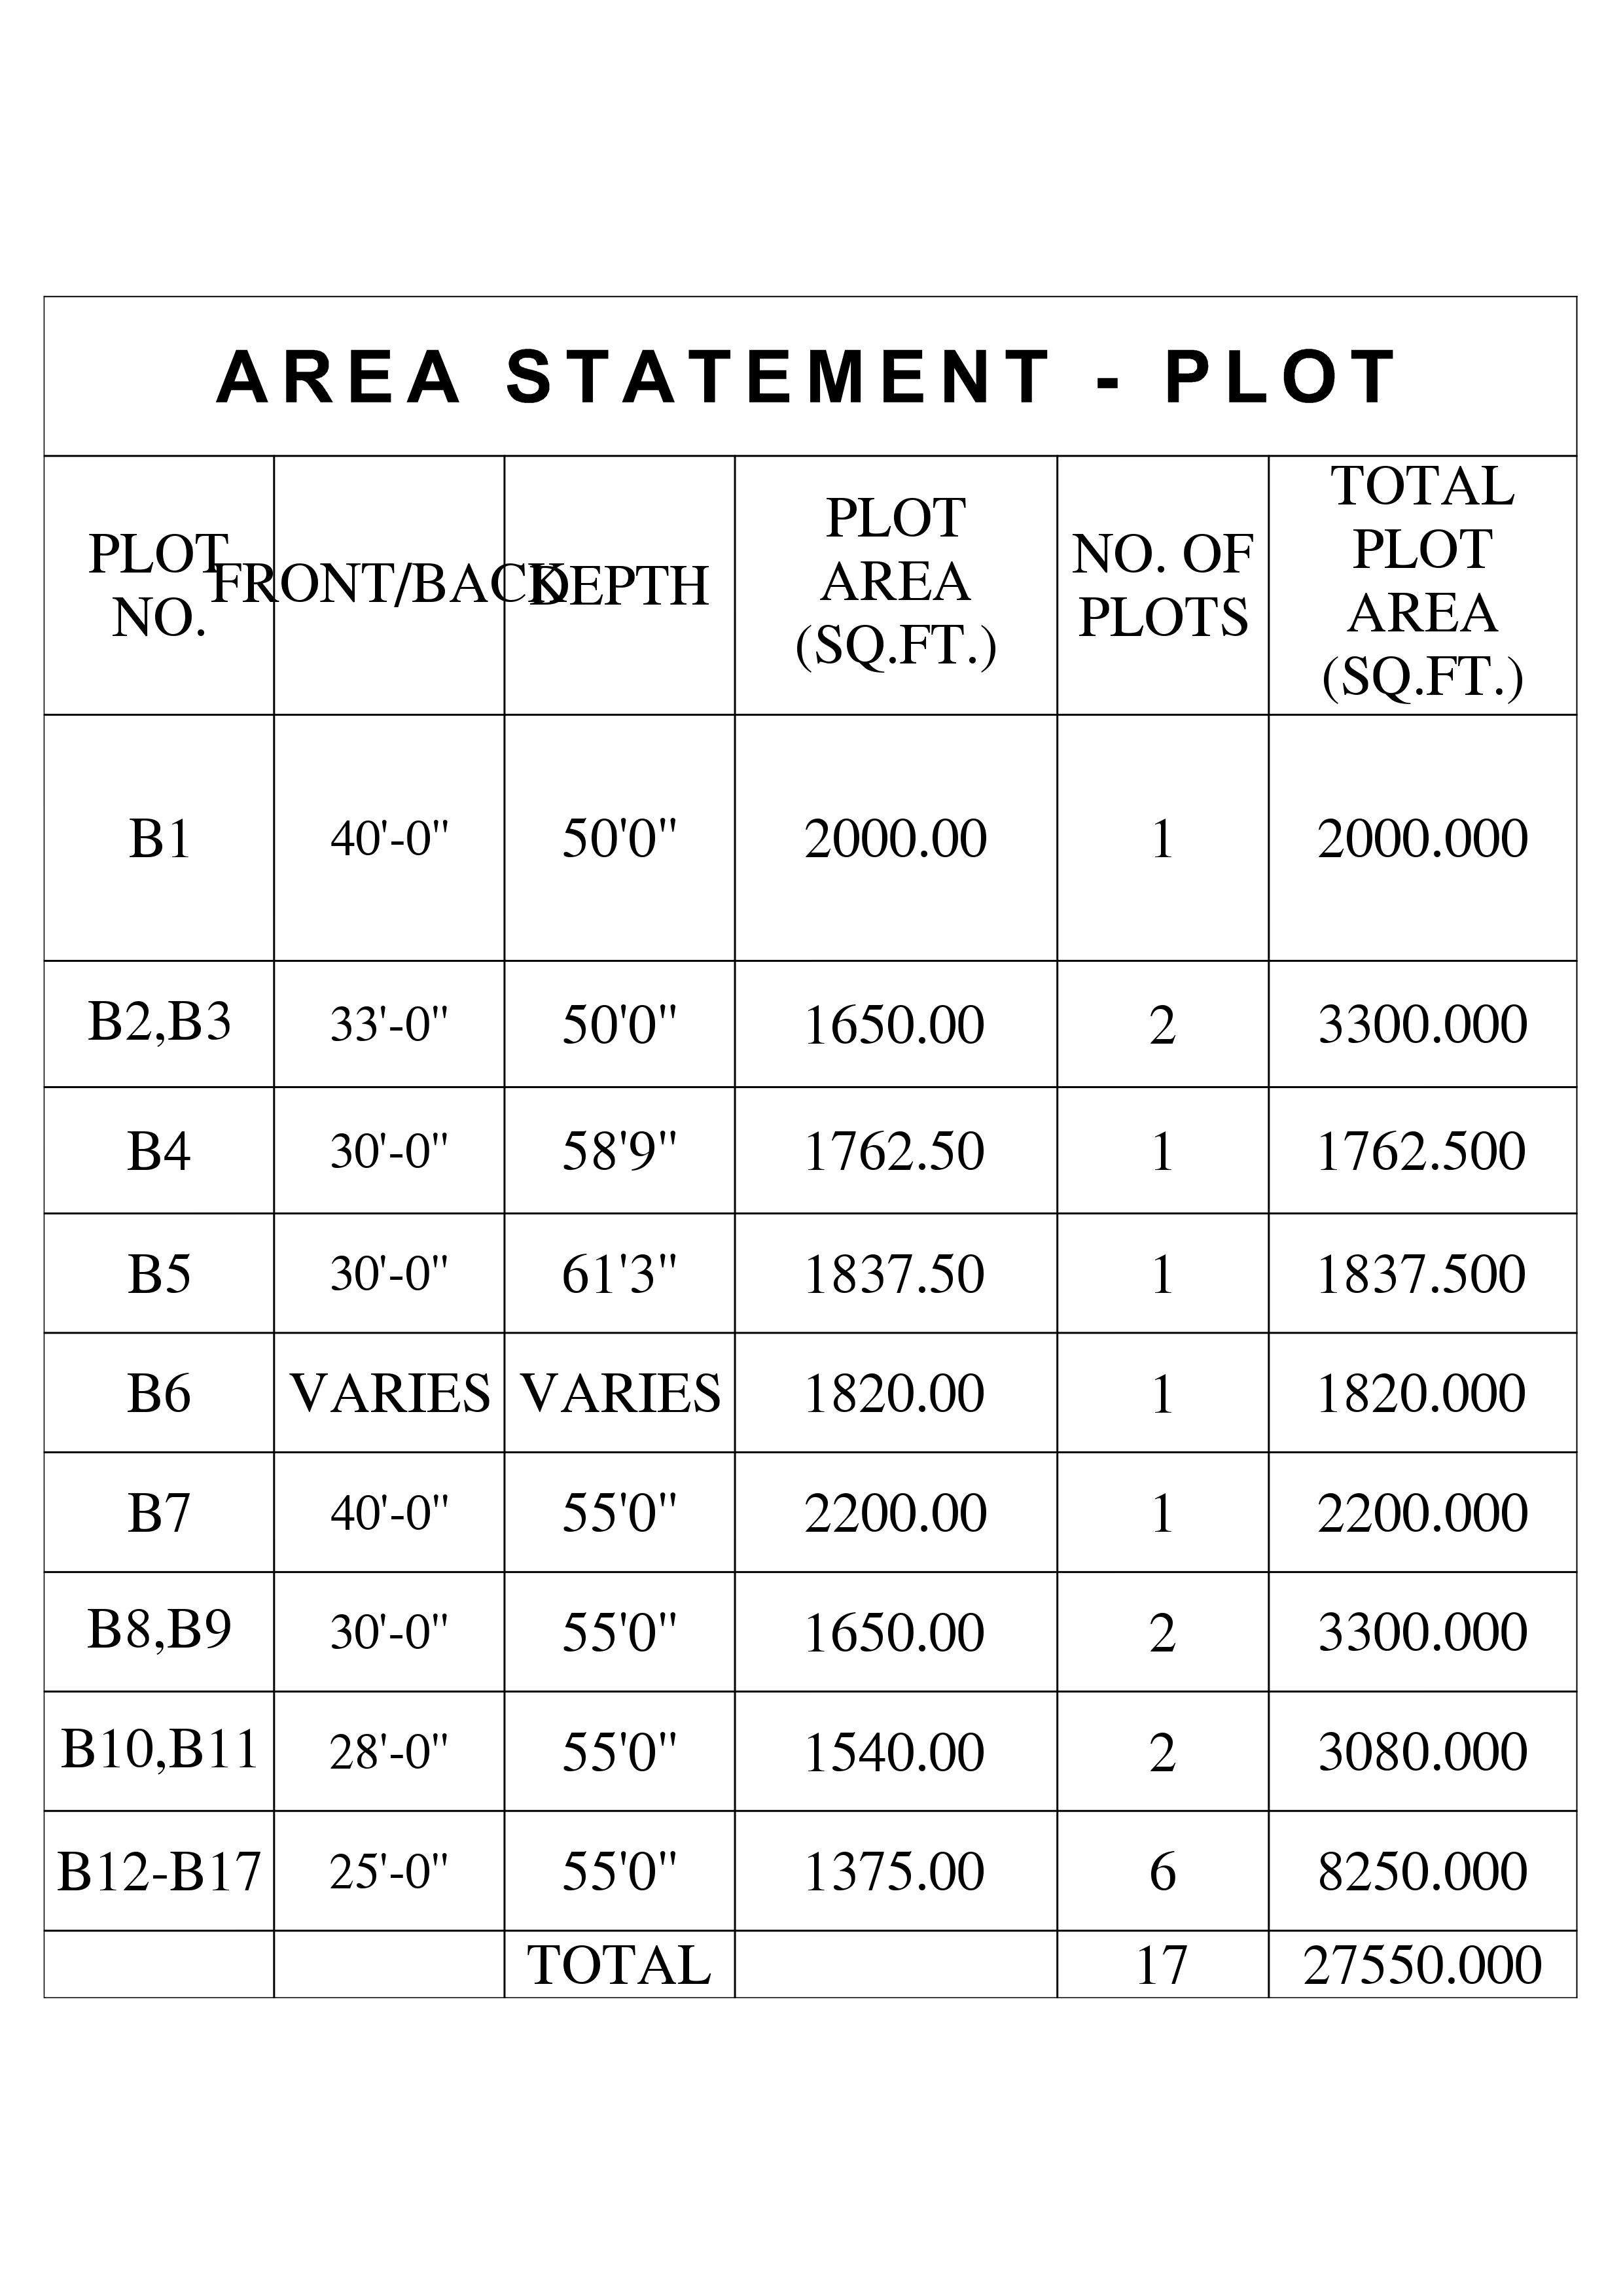 AREA STATEMENT - PLOT
PLOT NO. FRONT/BACK DEPTH PLOT AREA (SQ.FT.) NO. OF PLOTS TOTAL PLOT AREA (SQ.FT.)
B1 40'-0" 50'0" 2000.00 1 2000.000
B2,B3 33'-0" 50'0" 1650.00 2 3300.000
B4 30'-0" 58'9" 1762.50 1 1762.500
B5 30'-0" 61'3" 1837.50 1 1837.500
B6 VARIES VARIES 1820.00 1 1820.000
B7 40'-0" 55'0" 2200.00 1 2200.000
B8,B9 30'-0" 55'0" 1650.00 2 3300.000
B10,B11 28'-0" 55'0" 1540.00 2 3080.000
B12-B17 25'-0" 55'0" 1375.00 6 8250.000
TOTAL 17 27550.000